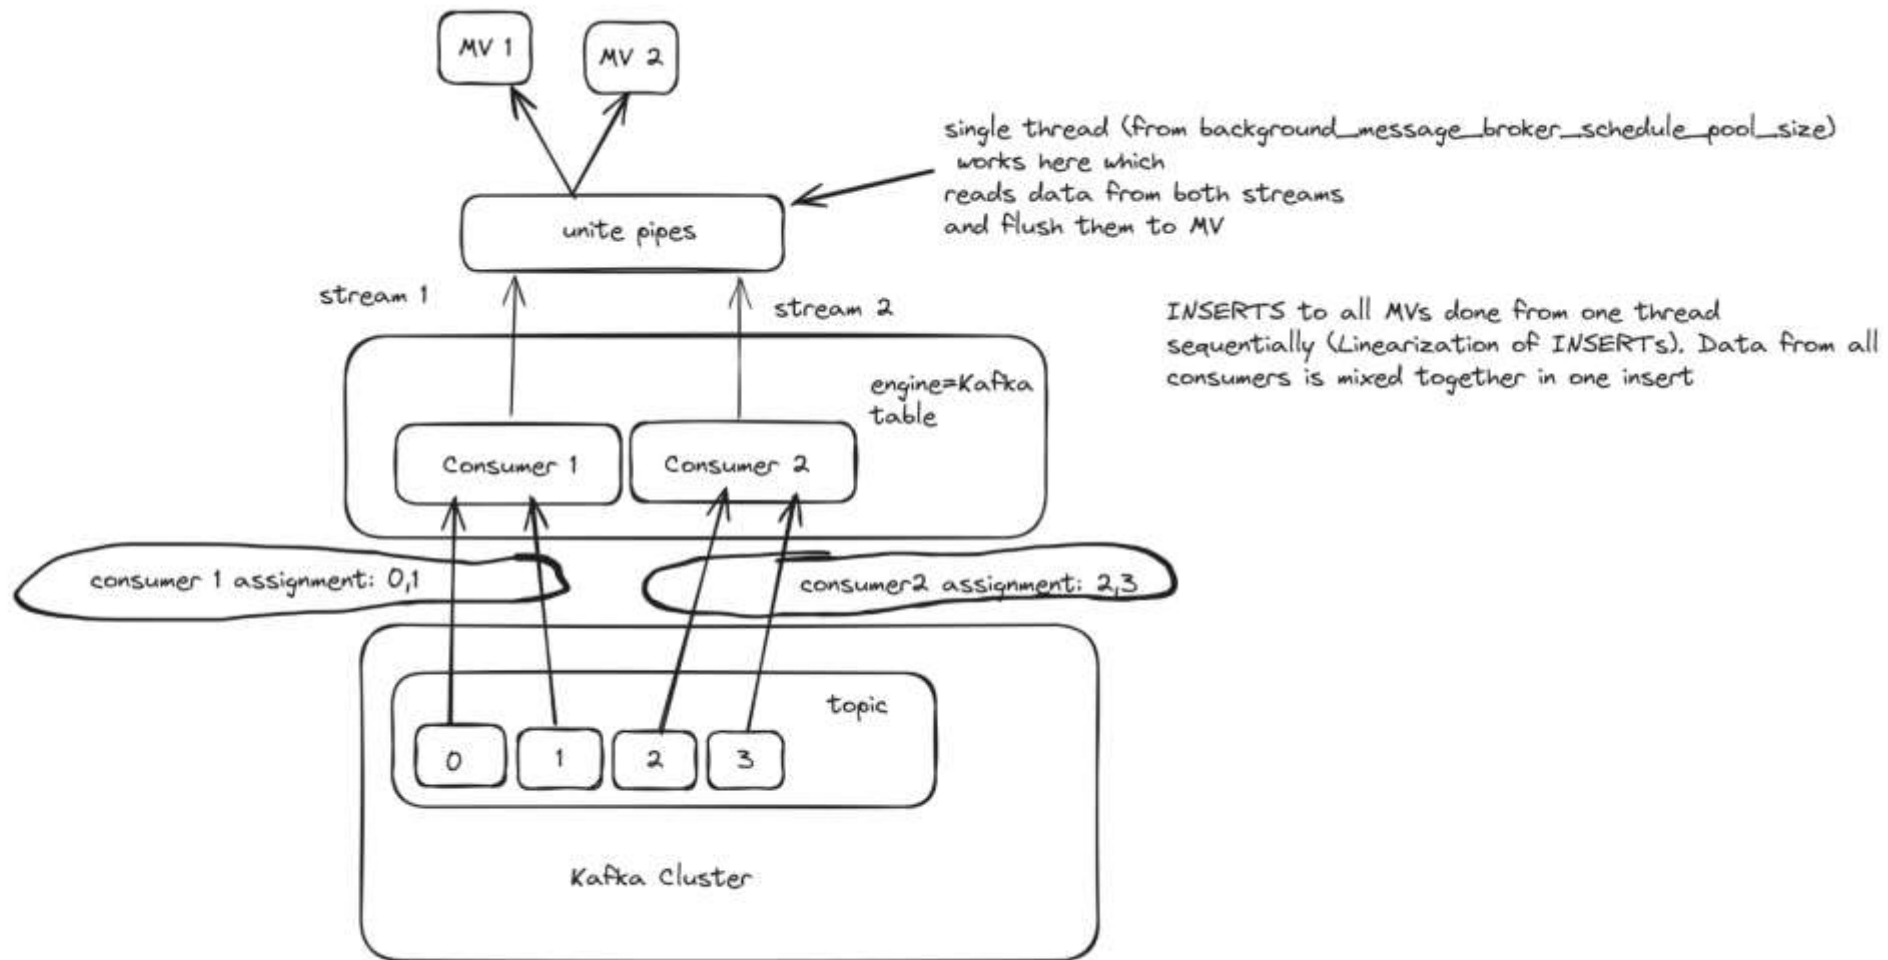 MV 1
MV 2
single thread (from background_message_broker_schedule_pool_size)
works here which
reads data from both streams
and flush them to MV
unite pipes
stream 1
stream 2
INSERTS to all MVs done from one thread
sequentially (Linearization of INSERTs). Data from all
consumers is mixed together in one insert
engine=Kafka
table
Consumer 1
Consumer 2
consumer 1 assignment: 0,1
consumer2 assignment: 2,3
topic
0
1
2
3
Kafka Cluster